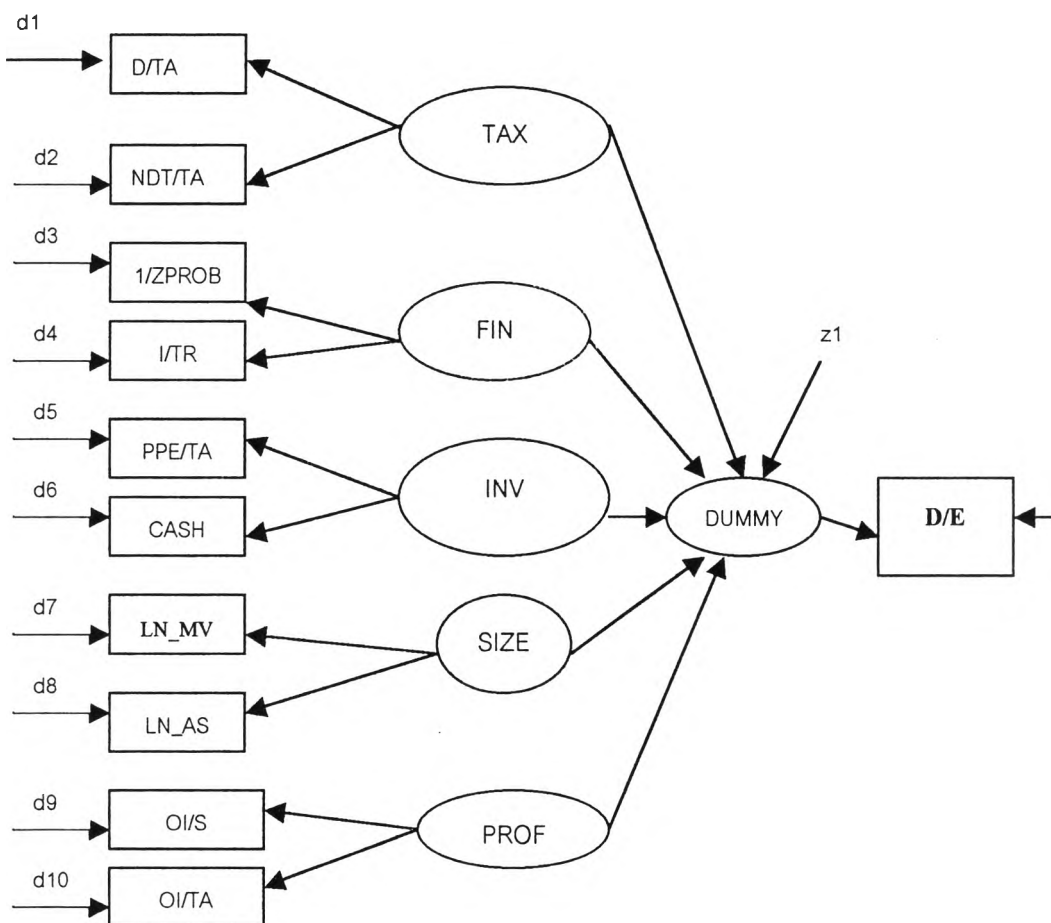 d1
D/TA
TAX
d2
NDT/TA
d3
1/ZPROB
FIN
d4
I/TR
z1
d5
PPE/TA
INV
d6
CASH
DUMMY
D/E
d7
LN_MV
SIZE
d8
LN_AS
d9
OI/S
PROF
d10
OI/TA